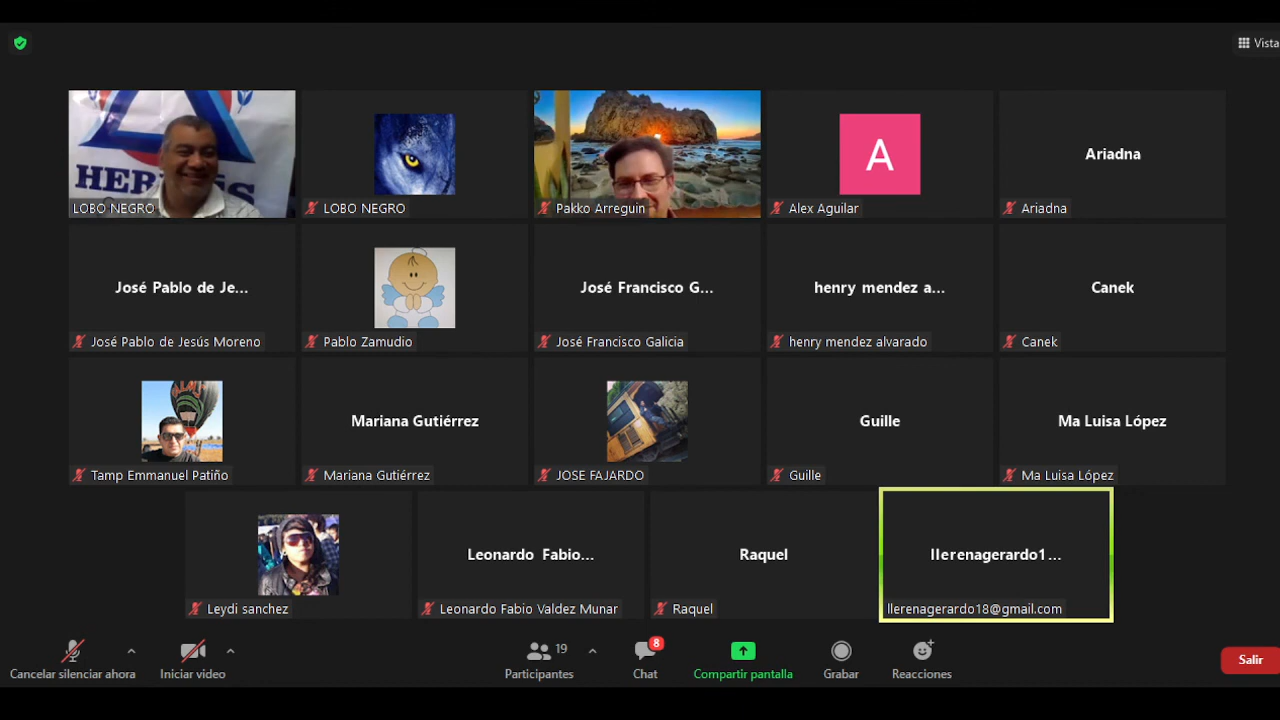 Vista
HERMES
LOBO NEGRO
LOBO NEGRO
Pakko Arreguin
A
Alex Aguilar
Ariadna
Ariadna
José Pablo de Je...
José Pablo de Jesús Moreno
Pablo Zamudio
José Francisco G...
José Francisco Galicia
henry mendez a...
henry mendez alvarado
Canek
Canek
Tamp Emmanuel Patiño
Mariana Gutiérrez
Mariana Gutiérrez
JOSE FAJARDO
Guille
Guille
Ma Luisa López
Ma Luisa López
Leydi sanchez
Leonardo Fabio...
Leonardo Fabio Valdez Munar
Raquel
Raquel
llerenagerardo1...
llerenagerardo18@gmail.com
Cancelar silenciar ahora
Iniciar video
19
Participantes
8
Chat
Compartir pantalla
Grabar
Reacciones
Salir